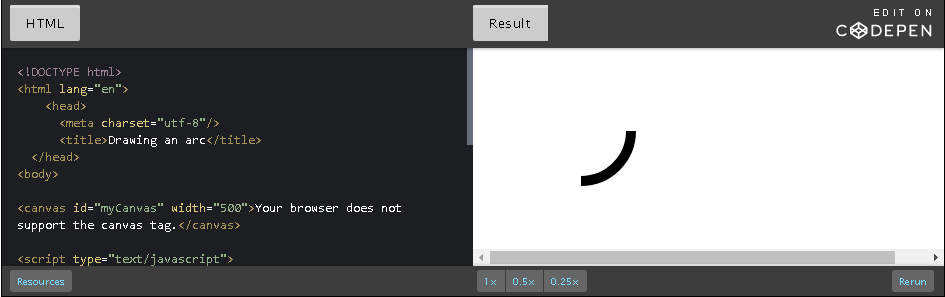 HTML
Result
EDIT ON
CODEPEN
<!DOCTYPE html>
<html lang="en">
<head>
<meta charset="utf-8"/>
<title>Drawing an arc</title>
</head>
<body>
<canvas id="myCanvas" width="500">Your browser does not
support the canvas tag.</canvas>
<script type="text/javascript">
Resources
1× 0.5× 0.25×
Rerun